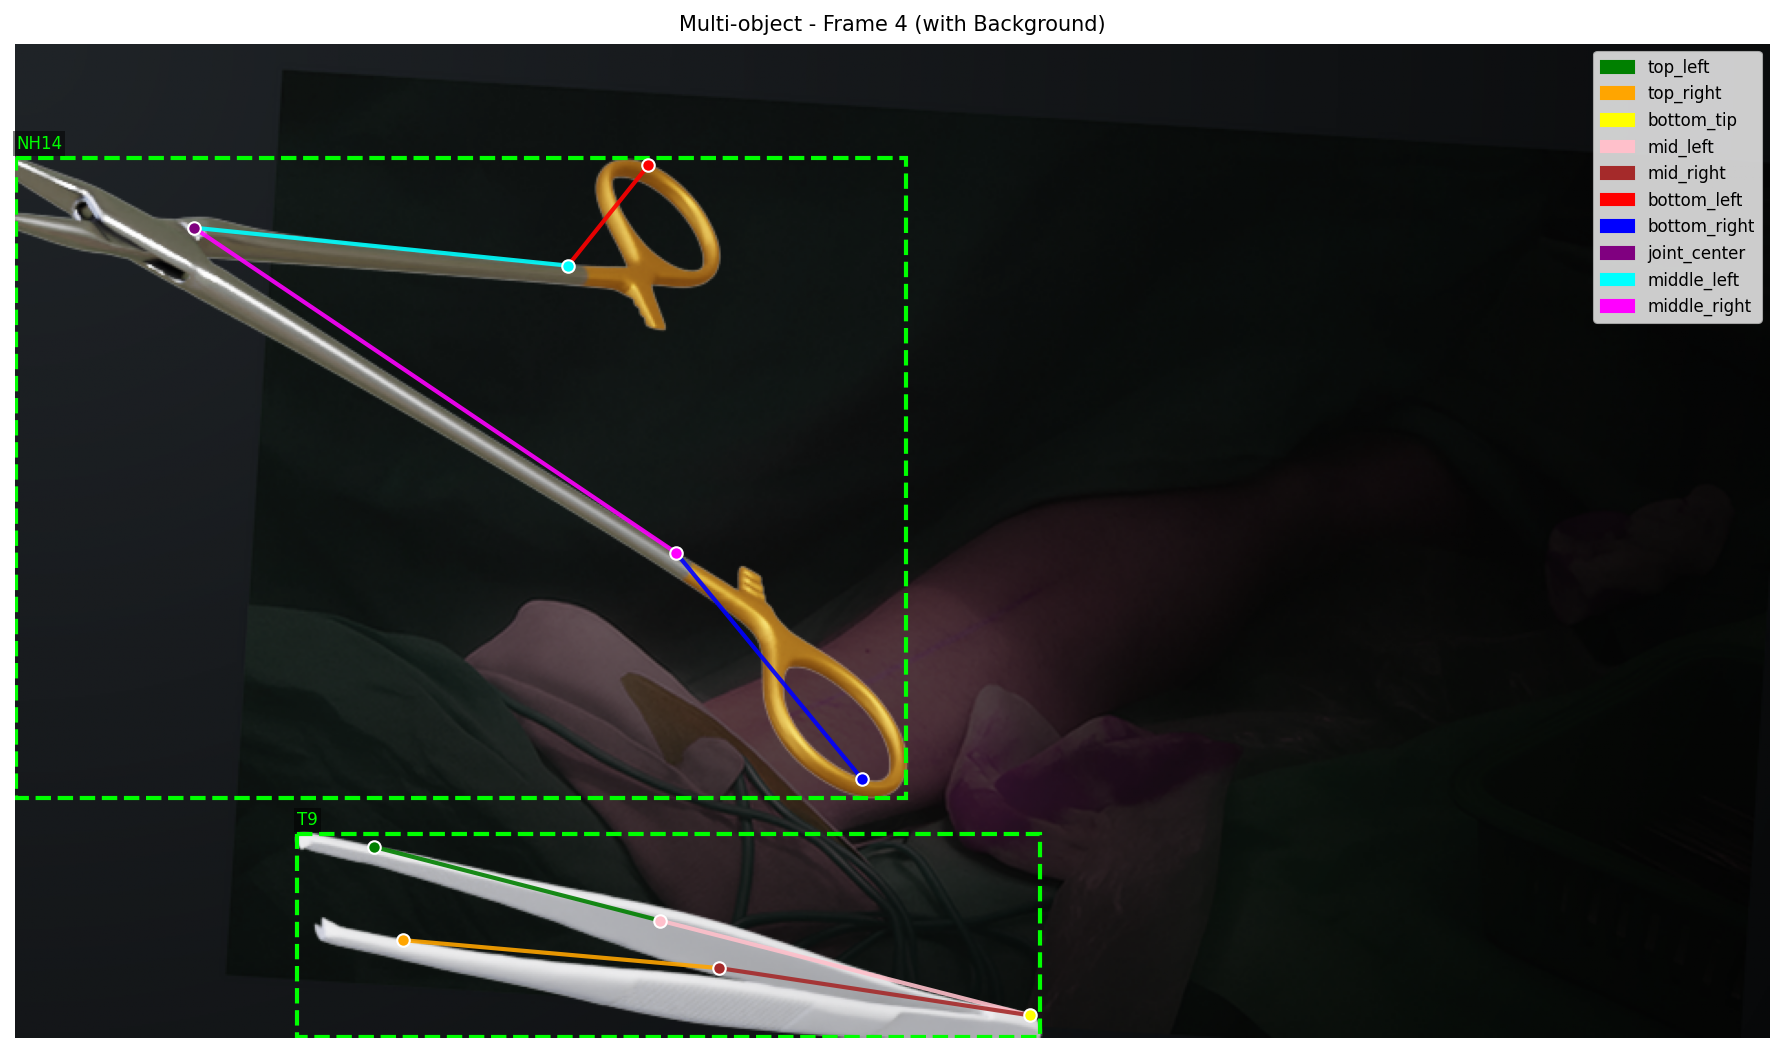 Multi-object - Frame 4 (with Background)
top_left
top_right
bottom_tip
mid_left
mid_right
bottom_left
bottom_right
joint_center
middle_left
middle_right
NH14
T9